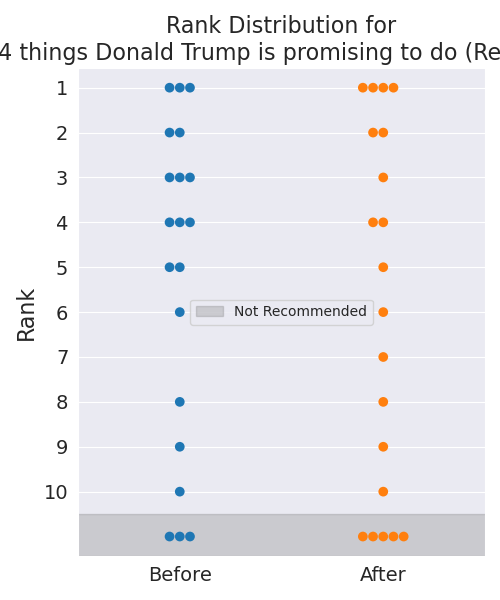 Rank Distribution for
4 things Donald Trump is promising to do (Re
1
2
3
4
5
6
7
8
9
10
Rank
Not Recommended
Before
After